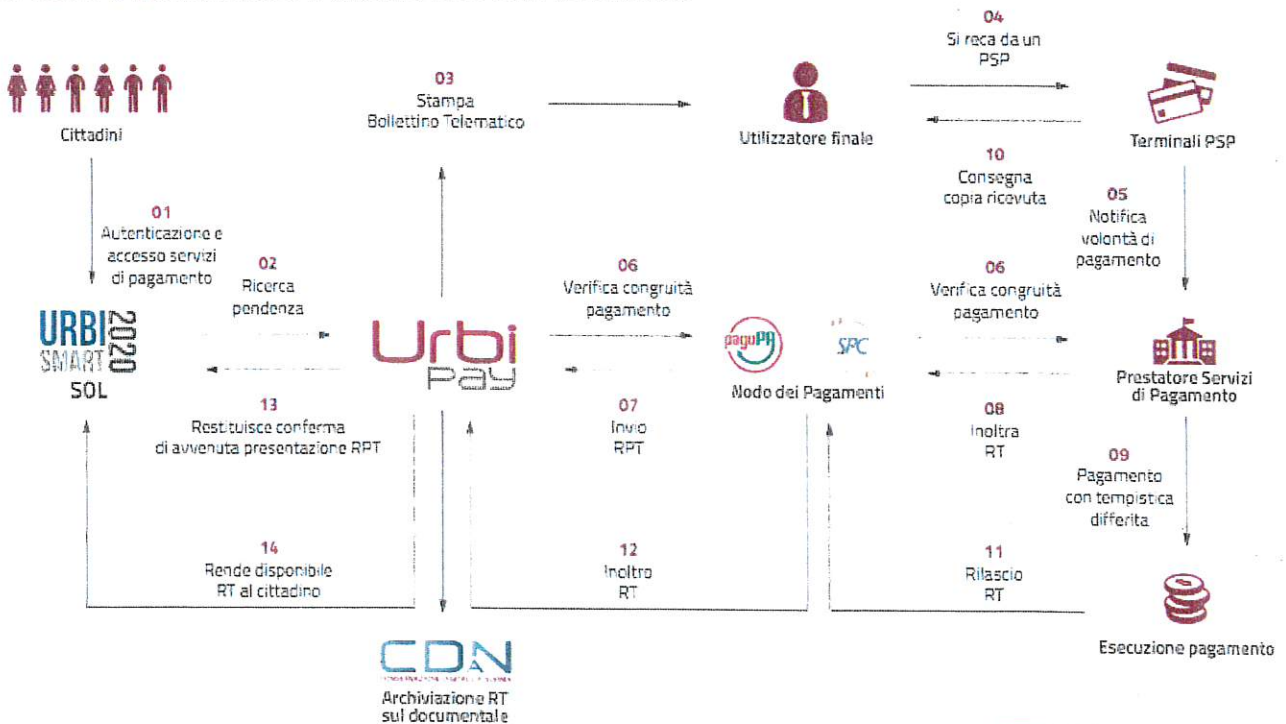 04
Si reca da un
PSP
03
Stampa
Bollettino Telematico
Cittadini
Utilizzatore finale
Terminali PSP
10
Consegna
copia ricevuta
05
Notifica
volontà di
pagamento
01
Autenticazione e
accesso servizi
di pagamento
02
Ricerca
pendenza
06
Verifica congruità
pagamento
06
Verifica congruità
pagamento
URBI
SMART
2020
SOL
Urbi
Pay
pagoPA
SPC
Nodo dei Pagamenti
Prestatore Servizi
di Pagamento
13
Restituisce conferma
di avvenuta presentazione RPT
07
Invio
RPT
08
Inoltra
RT
09
Pagamento
con tempistica
differita
14
Rende disponibile
RT al cittadino
12
Inoltro
RT
11
Rilascio
RT
Esecuzione pagamento
CDAN
Archiviazione RT
sul documentale